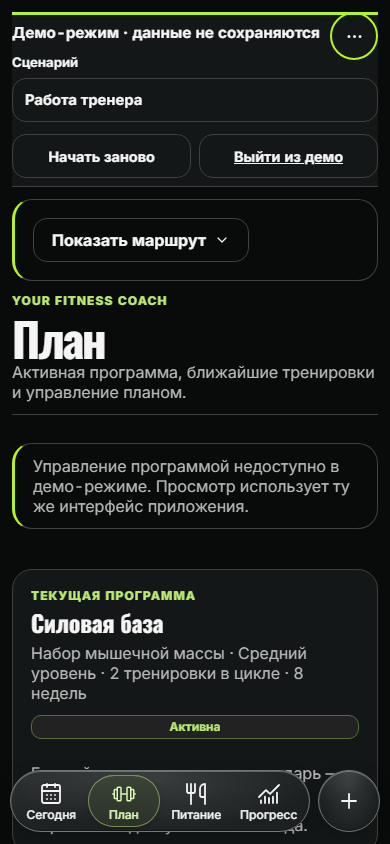 Демо-режим · данные не сохраняются
Сценарий
Работа тренера
Начать заново
Выйти из демо
Показать маршрут
YOUR FITNESS COACH
План
Активная программа, ближайшие тренировки
и управление планом.
Управление программой недоступно в
демо-режиме. Просмотр использует ту
же интерфейс приложения.
ТЕКУЩАЯ ПРОГРАММА
Силовая база
Набор мышечной массы · Средний
уровень · 2 тренировки в цикле · 8
недель
Активна
Сегодня
План
Питание
Прогресс